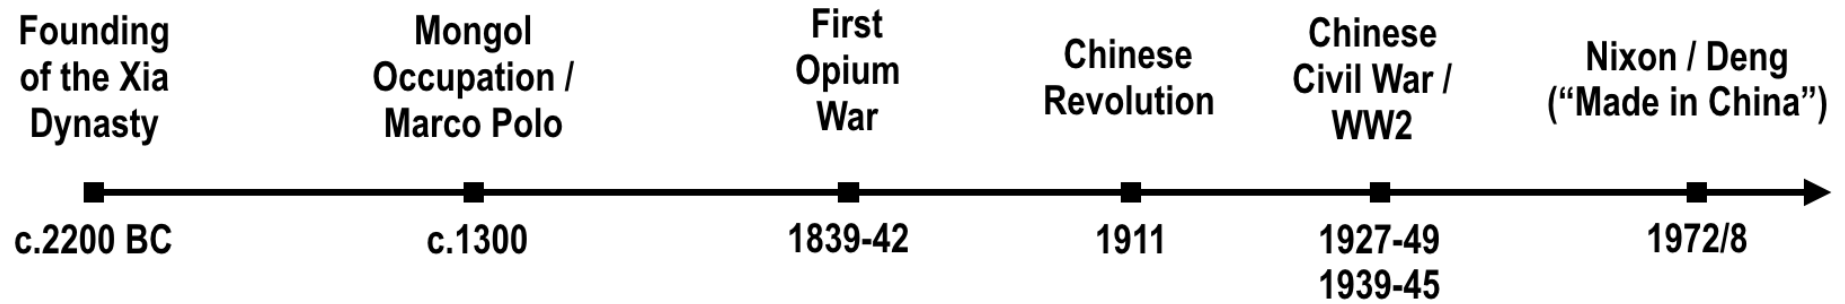 Founding
of the Xia
Dynasty
Mongol
Occupation /
Marco Polo
First
Opium
War
Chinese
Revolution
Chinese
Civil War /
WW2
Nixon / Deng
(“Made in China”)
c.2200 BC
c.1300
1839-42
1911
1927-49
1939-45
1972/8